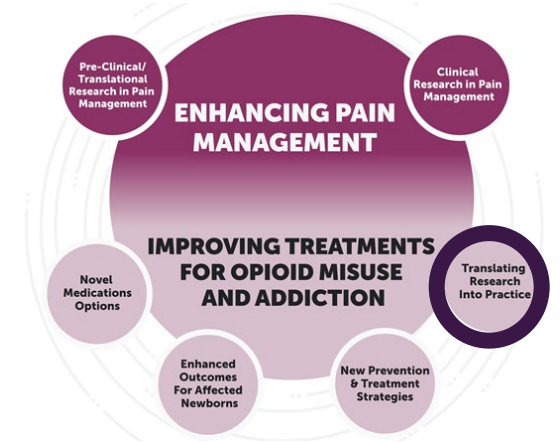 Pre-Clinical/
Translational
Research in Pain
Management
Clinical
Research in Pain
Management
ENHANCING PAIN
MANAGEMENT
IMPROVING TREATMENTS
FOR OPIOID MISUSE
AND ADDICTION
Novel
Medications
Options
Translating
Research
Into Practice
Enhanced
Outcomes
For Affected
Newborns
New Prevention
& Treatment
Strategies